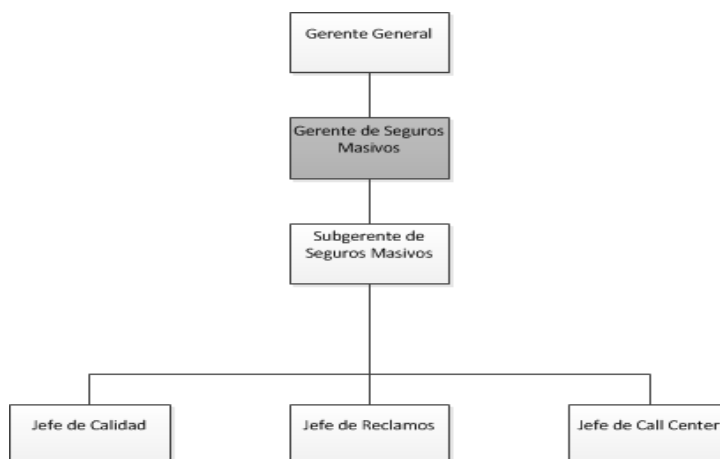 Gerente General
Gerente de Seguros
Masivos
Subgerente de
Seguros Masivos
Jefe de Calidad
Jefe de Reclamos
Jefe de Call Center